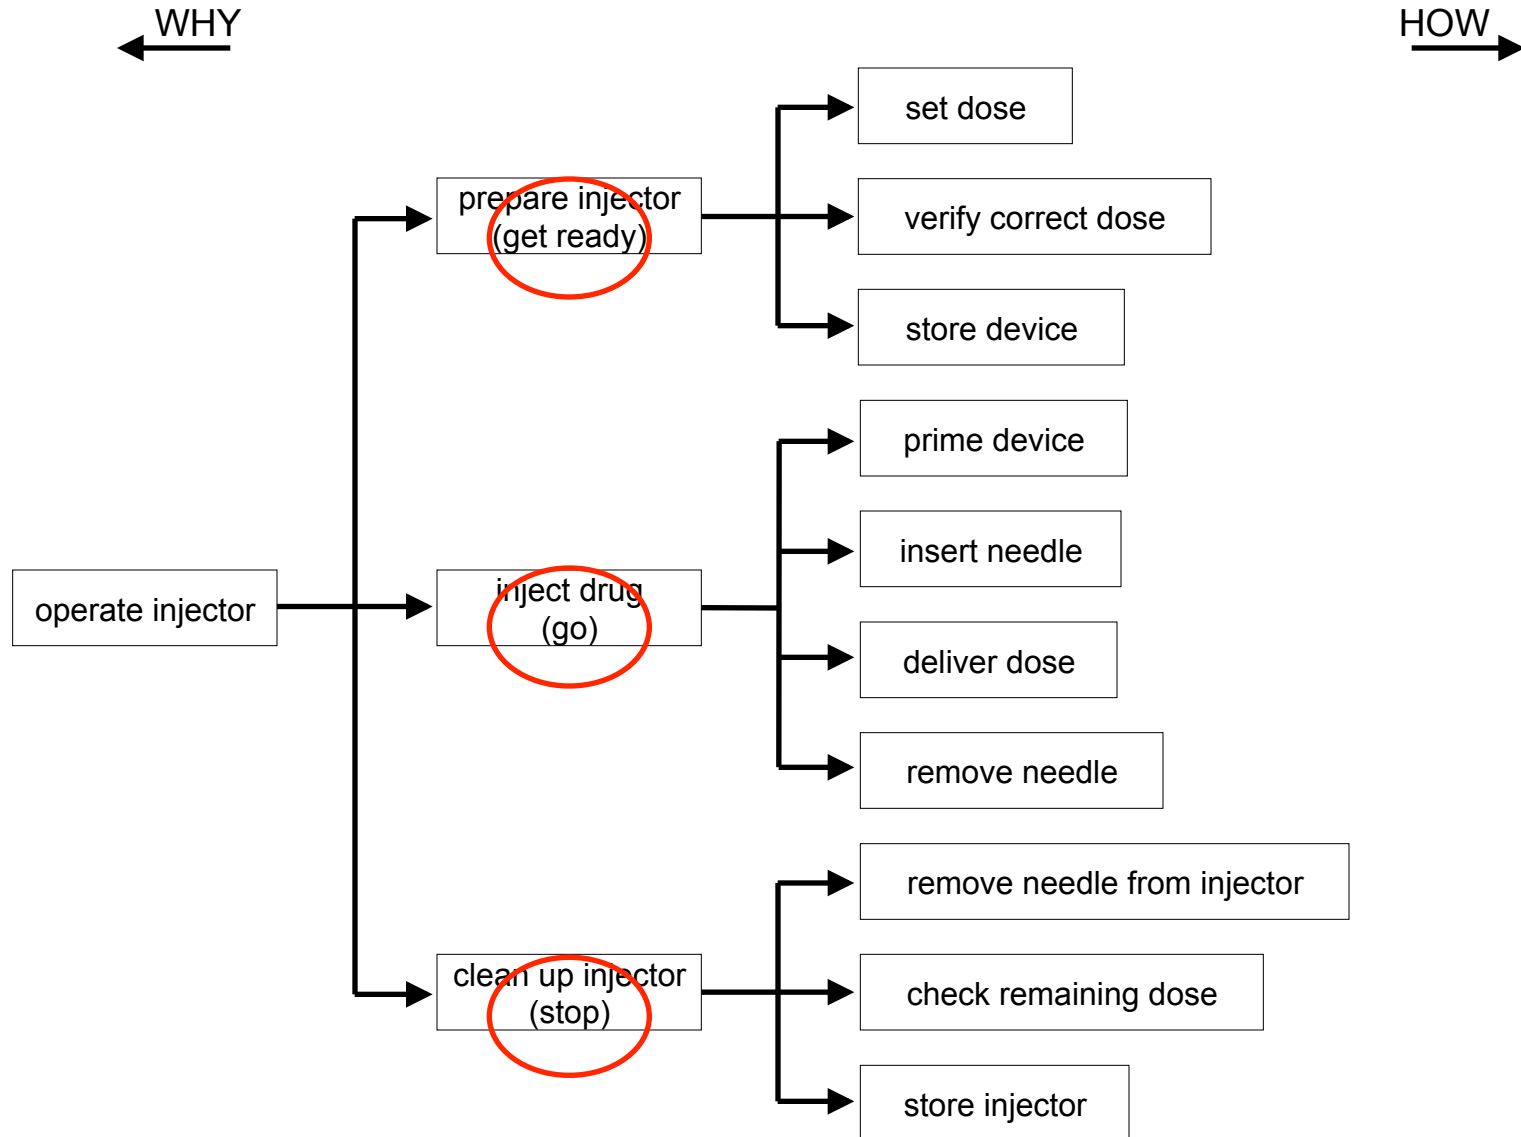 WHY
HOW
set dose
prepare injector
(get ready)
verify correct dose
store device
prime device
insert needle
operate injector
inject drug
(go)
deliver dose
remove needle
remove needle from injector
clean up injector
(stop)
check remaining dose
store injector